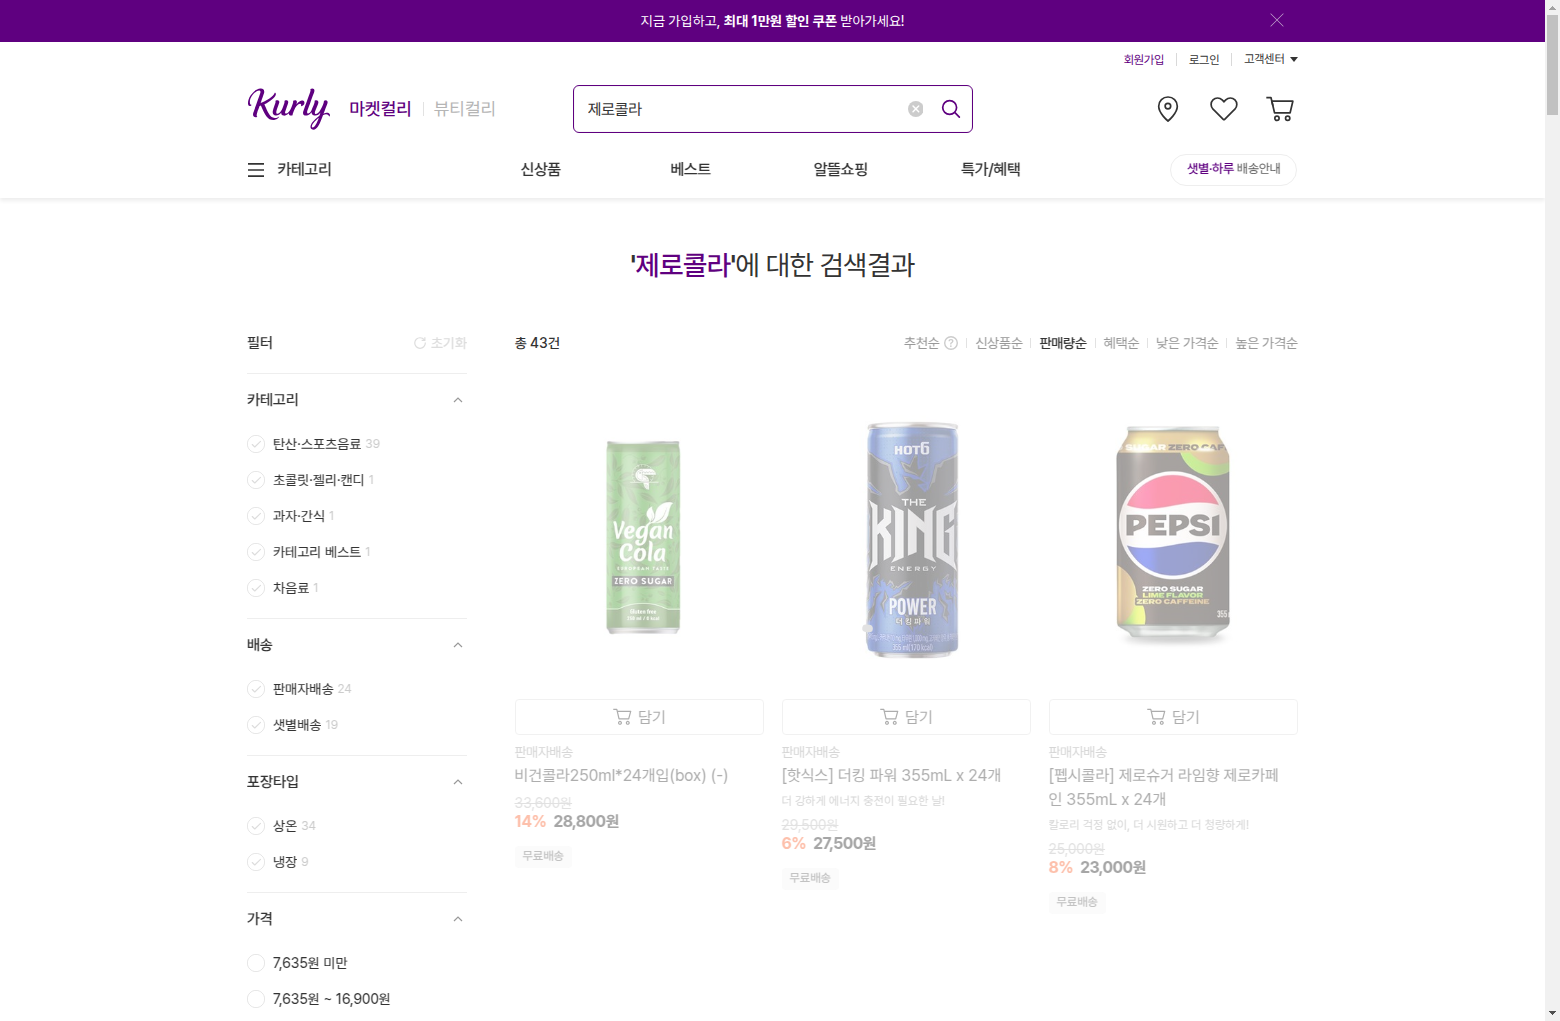 지금 가입하고, 최대 1만원 할인 쿠폰 받아가세요!
회원가입
로그인
고객센터
Kurly
마켓컬리
뷰티컬리
제로콜라
카테고리
신상품
베스트
알뜰쇼핑
특가/혜택
샛별·하루 배송안내
'제로콜라'에 대한 검색결과
필터
초기화
총 43건
추천순
신상품순
판매량순
혜택순
낮은 가격순
높은 가격순
카테고리
탄산·스포츠음료 39
초콜릿·젤리·캔디 1
과자·간식 1
카테고리 베스트 1
차음료 1
배송
판매자배송 24
샛별배송 19
포장타입
상온 34
냉장 9
가격
7,635원 미만
7,635원 ~ 16,900원
Vegan
Cola
EUROPEAN TASTE
ZERO SUGAR
Gluten free
담기
판매자배송
비건콜라250ml*24개입(box) (-)
33,600원
14% 28,800원
무료배송
HOT6
THE
KING
ENERGY
POWER
더킹파워
담기
판매자배송
[핫식스] 더킹 파워 355mL x 24개
더 강하게 에너지 충전이 필요한 날!
29,500원
6% 27,500원
무료배송
SUGAR ZERO CAF
PEPSI
ZERO SUGAR
LIME FLAVOR
ZERO CAFFEINE
담기
판매자배송
[펩시콜라] 제로슈거 라임향 제로카페
인 355mL x 24개
칼로리 걱정 없이, 더 시원하고 더 청량하게!
25,000원
8% 23,000원
무료배송